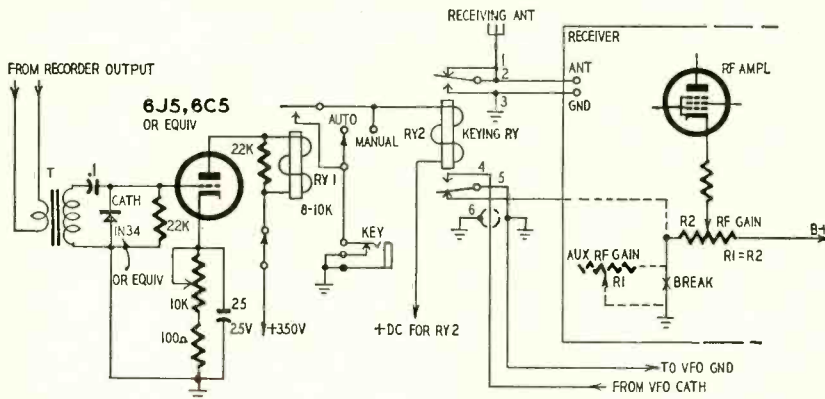 RECEIVING ANT
RECEIVER
FROM RECORDER OUTPUT
6J5,6C5
OR EQUIV
T
.1
CATH
IN34
OR EQUIV
22K
22K
RY 1
8-10K
AUTO
MANUAL
KEY
10K
100Ω
25
25V
+350V
1
2
3
RY2
KEYING RY
4
5
6
+DC FOR RY2
ANT
GND
RF AMPL
R2
RF GAIN
R1=R2
B+
AUX RF GAIN
R1
BREAK
TO VFO GND
FROM VFO CATH